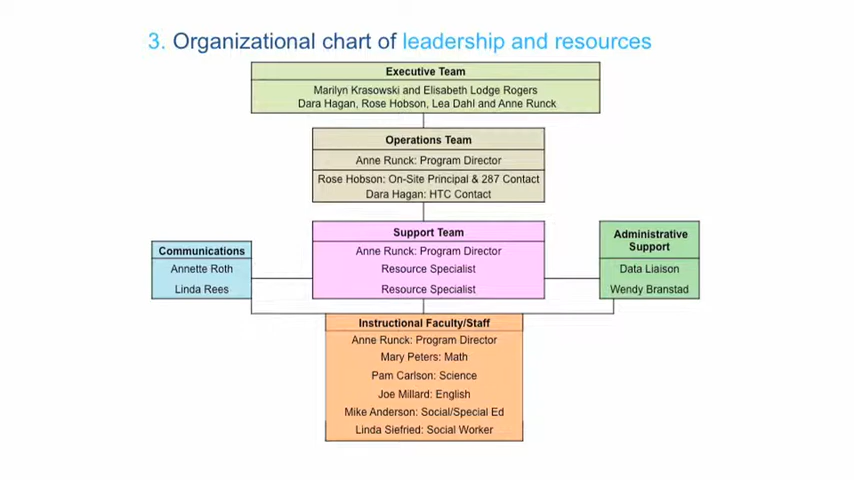 3. Organizational chart of leadership and resources
Executive Team
Marilyn Krasowski and Elisabeth Lodge Rogers
Dara Hagan, Rose Hobson, Lea Dahl and Anne Runck
Operations Team
Anne Runck: Program Director
Rose Hobson: On-Site Principal & 287 Contact
Dara Hagan: HTC Contact
Communications
Annette Roth
Linda Rees
Support Team
Anne Runck: Program Director
Resource Specialist
Resource Specialist
Administrative
Support
Data Liaison
Wendy Branstad
Instructional Faculty/Staff
Anne Runck: Program Director
Mary Peters: Math
Pam Carlson: Science
Joe Millard: English
Mike Anderson: Social/Special Ed
Linda Siefried: Social Worker